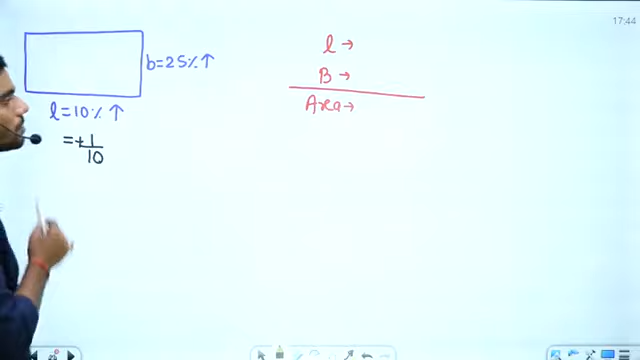 17:44
b=25%↑
l=10%↑
=+1/10
l→
B→
Area→